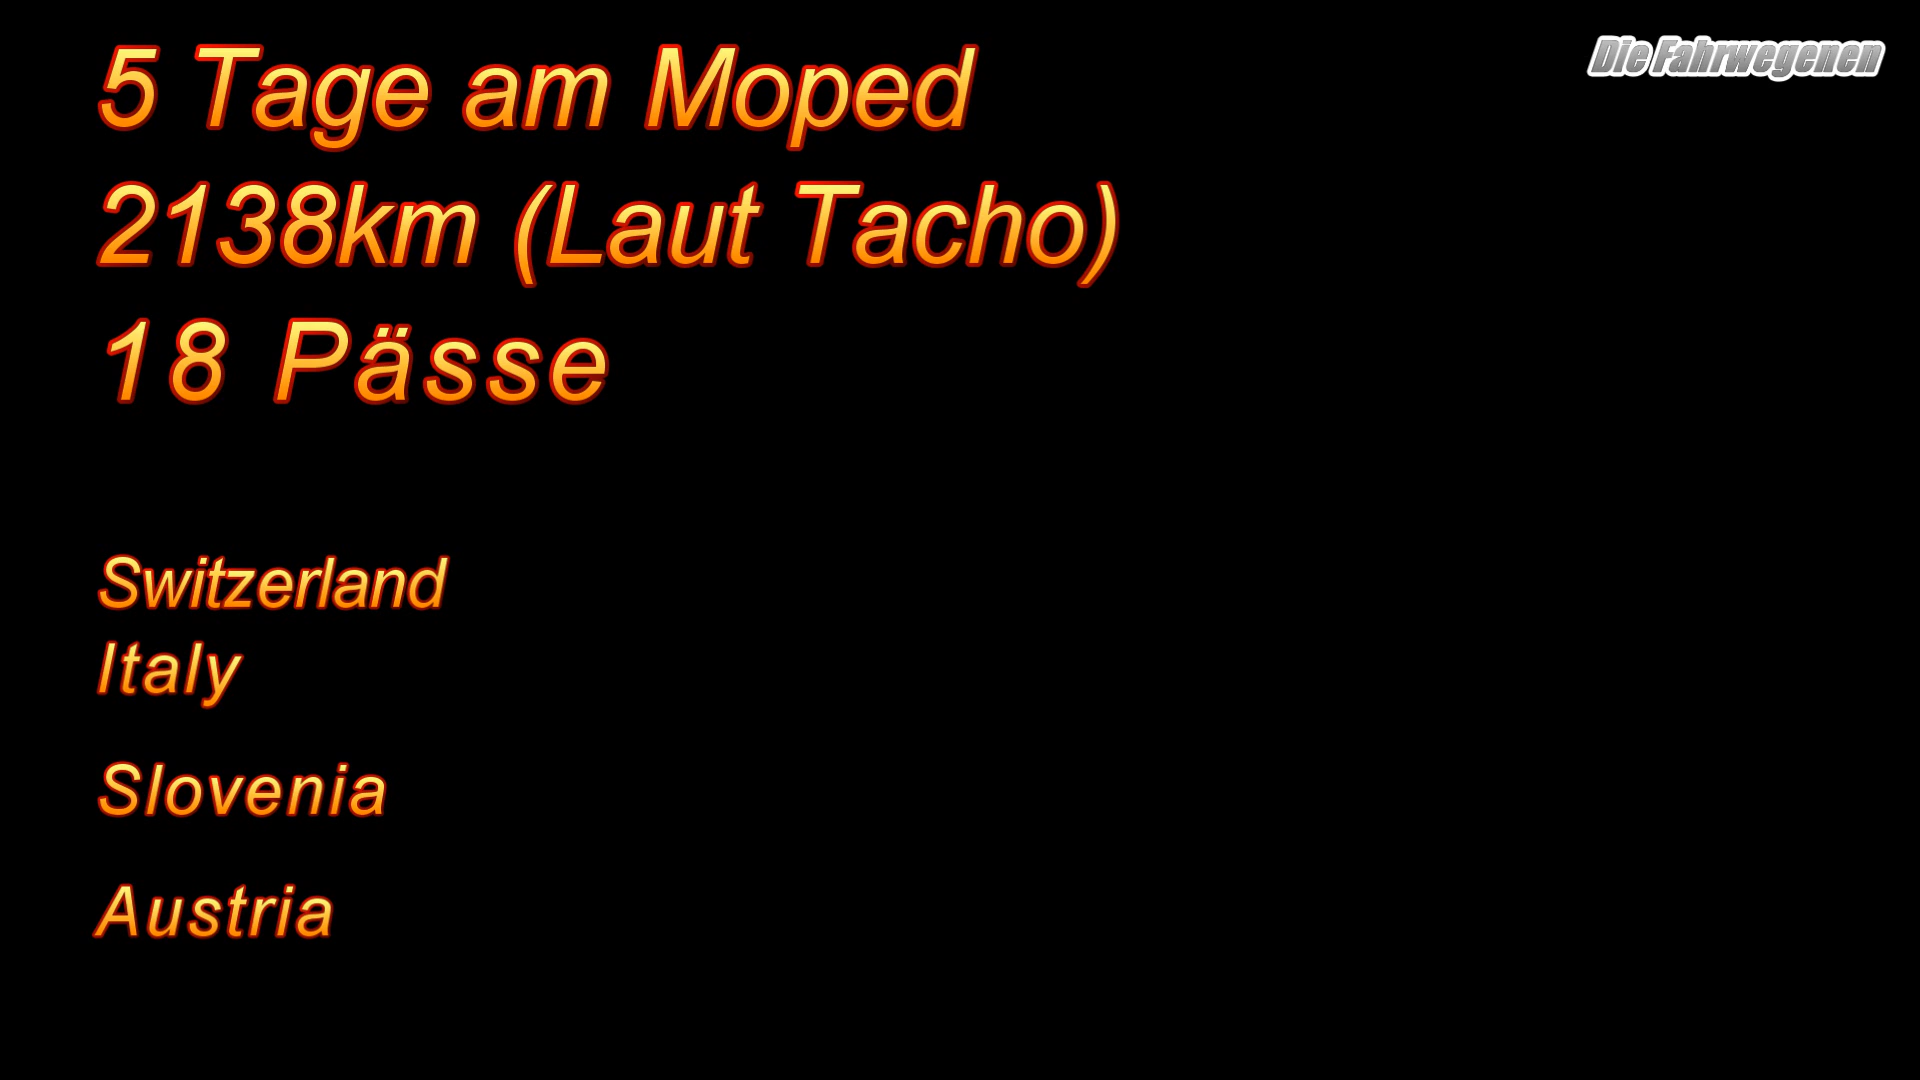 5 Tage am Moped
Die Fahrwegenen
2138km (Laut Tacho)
18 Pässe
Switzerland
Italy
Slovenia
Austria